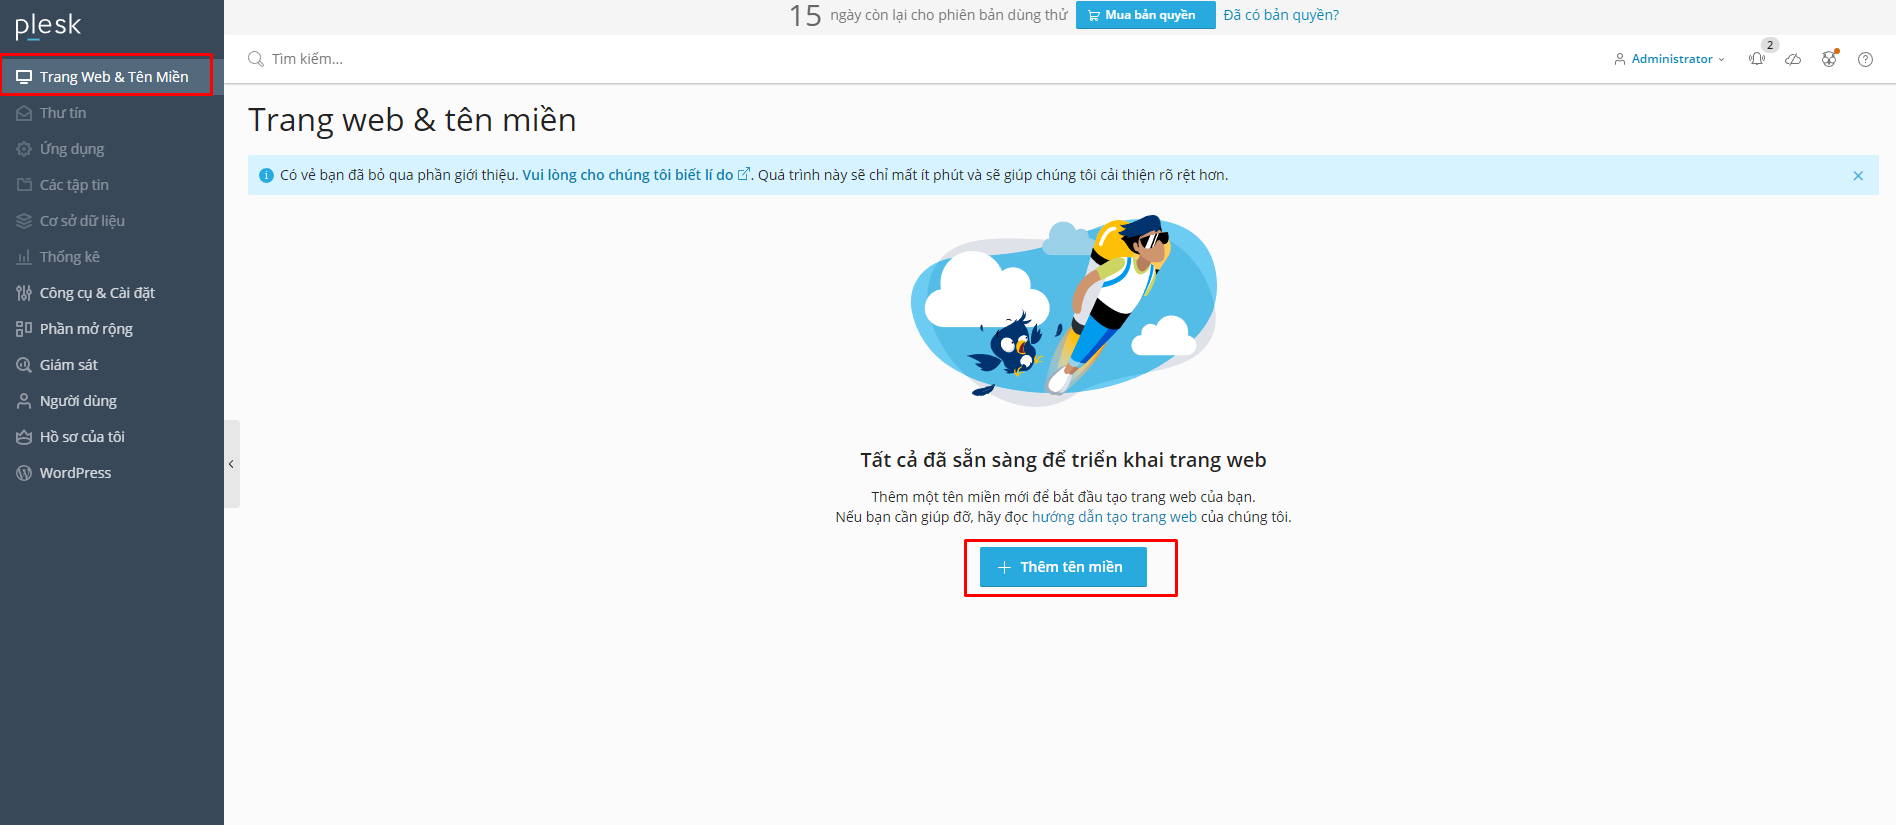 plesk
15 ngày còn lại cho phiên bản dùng thử Mua bản quyền Đã có bản quyền?
Tìm kiếm...
Administrator
2
Trang Web & Tên Miền
Thư tín
Ứng dụng
Các tập tin
Cơ sở dữ liệu
Thống kê
Công cụ & Cài đặt
Phần mở rộng
Giám sát
Người dùng
Hồ sơ của tôi
WordPress
Trang web & tên miền
Có vẻ bạn đã bỏ qua phần giới thiệu. Vui lòng cho chúng tôi biết lí do. Quá trình này sẽ chỉ mất ít phút và sẽ giúp chúng tôi cải thiện rõ rệt hơn.
Tất cả đã sẵn sàng để triển khai trang web
Thêm một tên miền mới để bắt đầu tạo trang web của bạn.
Nếu bạn cần giúp đỡ, hãy đọc hướng dẫn tạo trang web của chúng tôi.
Thêm tên miền